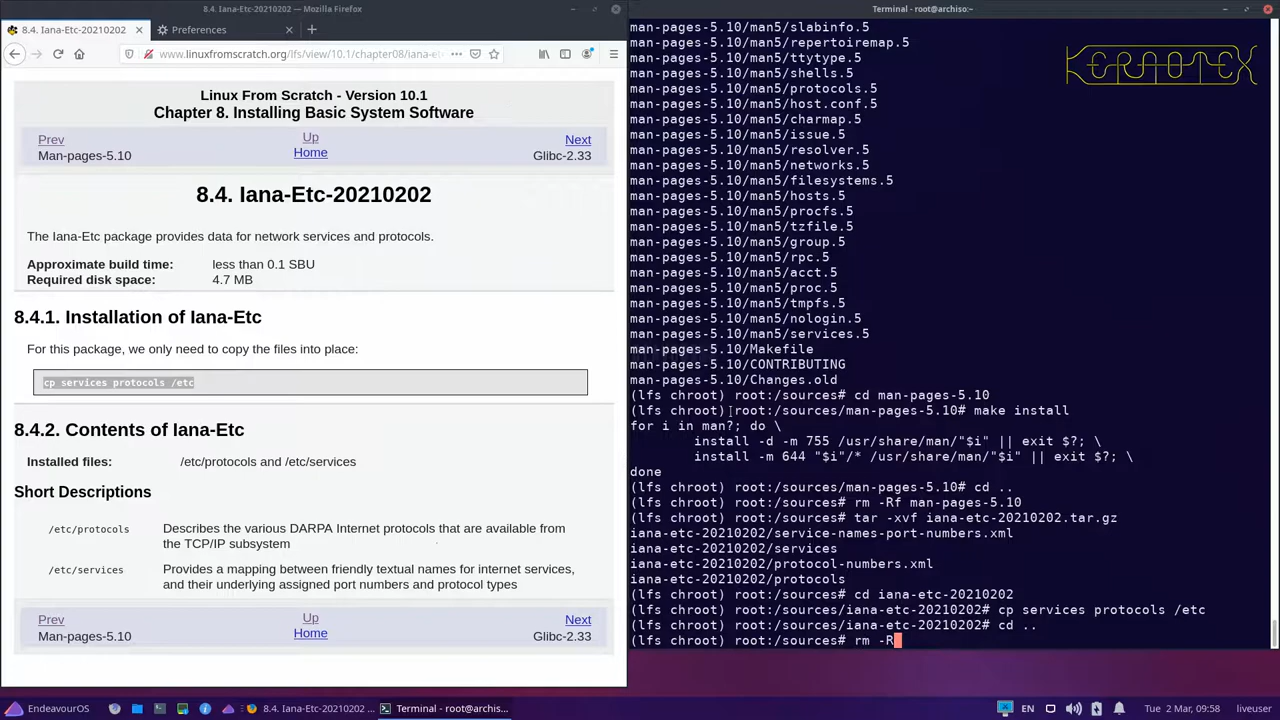 8.4. Iana-Etc-20210202 — Mozilla Firefox
8.4. Iana-Etc-20210202
Preferences
www.linuxfromscratch.org/lfs/view/10.1/chapter08/iana-e
Linux From Scratch - Version 10.1
Chapter 8. Installing Basic System Software
Prev
Up
Next
Man-pages-5.10
Home
Glibc-2.33
8.4. Iana-Etc-20210202
The Iana-Etc package provides data for network services and protocols.
Approximate build time: less than 0.1 SBU
Required disk space: 4.7 MB
8.4.1. Installation of Iana-Etc
For this package, we only need to copy the files into place:
cp services protocols /etc
8.4.2. Contents of Iana-Etc
Installed files: /etc/protocols and /etc/services
Short Descriptions
/etc/protocols Describes the various DARPA Internet protocols that are available from
the TCP/IP subsystem
/etc/services Provides a mapping between friendly textual names for internet services,
and their underlying assigned port numbers and protocol types
Prev
Up
Next
Man-pages-5.10
Home
Glibc-2.33
Terminal - root@archiso:~
KERAOTEX
man-pages-5.10/man5/slabinfo.5
man-pages-5.10/man5/repertoiremap.5
man-pages-5.10/man5/ttytype.5
man-pages-5.10/man5/shells.5
man-pages-5.10/man5/protocols.5
man-pages-5.10/man5/host.conf.5
man-pages-5.10/man5/charmap.5
man-pages-5.10/man5/issue.5
man-pages-5.10/man5/resolver.5
man-pages-5.10/man5/networks.5
man-pages-5.10/man5/filesystems.5
man-pages-5.10/man5/hosts.5
man-pages-5.10/man5/procfs.5
man-pages-5.10/man5/tzfile.5
man-pages-5.10/man5/group.5
man-pages-5.10/man5/rpc.5
man-pages-5.10/man5/acct.5
man-pages-5.10/man5/proc.5
man-pages-5.10/man5/tmpfs.5
man-pages-5.10/man5/nologin.5
man-pages-5.10/man5/services.5
man-pages-5.10/Makefile
man-pages-5.10/CONTRIBUTING
man-pages-5.10/Changes.old
(lfs chroot) root:/sources# cd man-pages-5.10
(lfs chroot) root:/sources/man-pages-5.10# make install
for i in man?; do \
install -d -m 755 /usr/share/man/"$i" || exit $?; \
install -m 644 "$i"/* /usr/share/man/"$i" || exit $?; \
done
(lfs chroot) root:/sources/man-pages-5.10# cd ..
(lfs chroot) root:/sources# rm -Rf man-pages-5.10
(lfs chroot) root:/sources# tar -xvf iana-etc-20210202.tar.gz
iana-etc-20210202/service-names-port-numbers.xml
iana-etc-20210202/services
iana-etc-20210202/protocol-numbers.xml
iana-etc-20210202/protocols
(lfs chroot) root:/sources# cd iana-etc-20210202
(lfs chroot) root:/sources/iana-etc-20210202# cp services protocols /etc
(lfs chroot) root:/sources/iana-etc-20210202# cd ..
(lfs chroot) root:/sources# rm -R
EndeavourOS
8.4. Iana-Etc-20210202 ...
Terminal - root@archis...
EN
Tue 2 Mar, 09:58
liveuser